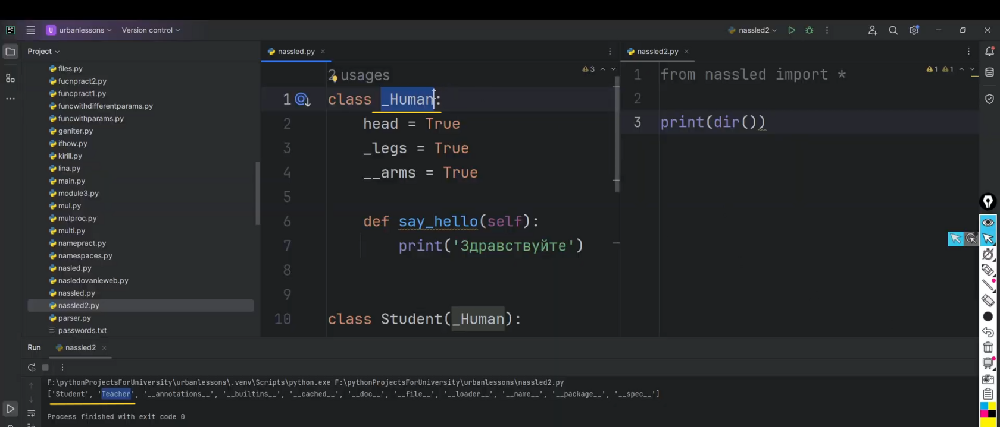 PC U urbanlessons Version control nassled2
Project
files.py
fucnpract2.py
funcpract1.py
funcwithdifferentparams.py
funcwithparams.py
geniter.py
ifhow.py
kirill.py
lina.py
main.py
module3.py
mul.py
mulproc.py
multi.py
namepract.py
namespaces.py
nasled.py
nasledovanieweb.py
nassled.py
nassled2.py
parser.py
passwords.txt
nassled.py
2 usages
3
1 class _Human:
2 head = True
3 _legs = True
4 __arms = True
5
6 def say_hello(self):
7 print('Здравствуйте')
8
9
10 class Student(_Human):
nassled2.py
1 from nassled import *
1 1
2
3 print(dir())
Run nassled2
F:\pythonProjectsForUniversity\urbanlessons\.venv\Scripts\python.exe F:\pythonProjectsForUniversity\urbanlessons\nassled2.py
['Student', 'Teacher', '__annotations__', '__builtins__', '__cached__', '__doc__', '__file__', '__loader__', '__name__', '__package__', '__spec__']
Process finished with exit code 0